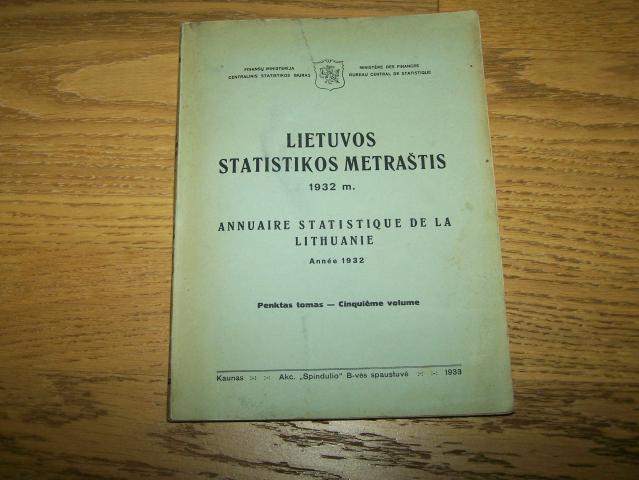 FINANSŲ MINISTERIJA
CENTRALINIS STATISTIKOS BIURAS
MINISTÈRE DES FINANCES
BUREAU CENTRAL DE STATISTIQUE
LIETUVOS
STATISTIKOS METRAŠTIS
1932 m.
ANNUAIRE STATISTIQUE DE LA
LITHUANIE
Année 1932
Penktas tomas — Cinquième volume
Kaunas :-: :-: Akc. „Spindulio" B-vės spaustuvė :-: :-: 1933